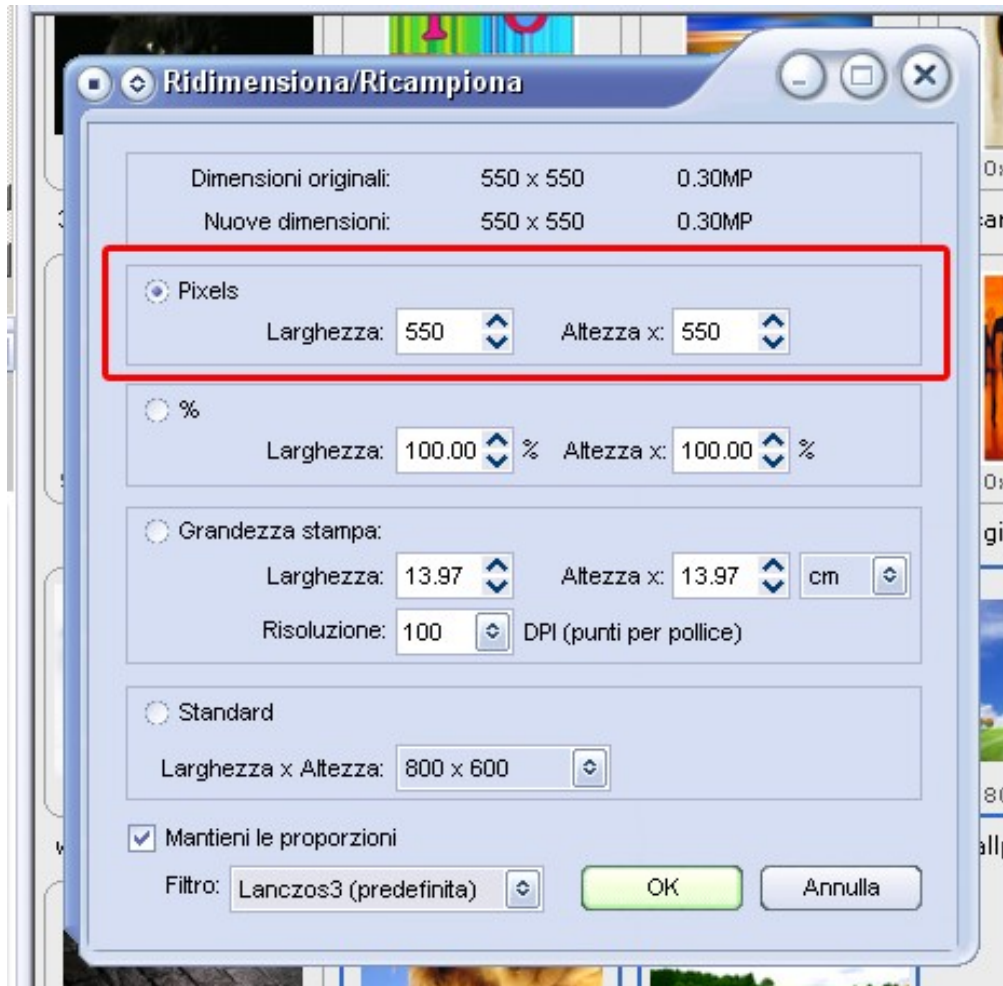 Ridimensiona/Ricampiona
Dimensioni originali: 550 x 550 0.30MP
Nuove dimensioni: 550 x 550 0.30MP
Pixels
Larghezza: 550 Altezza x: 550
%
Larghezza: 100.00 % Altezza x: 100.00 %
Grandezza stampa:
Larghezza: 13.97 Altezza x: 13.97 cm
Risoluzione: 100 DPI (punti per pollice)
Standard
Larghezza x Altezza: 800 x 600
Mantieni le proporzioni
Filtro: Lanczos3 (predefinita) OK Annulla